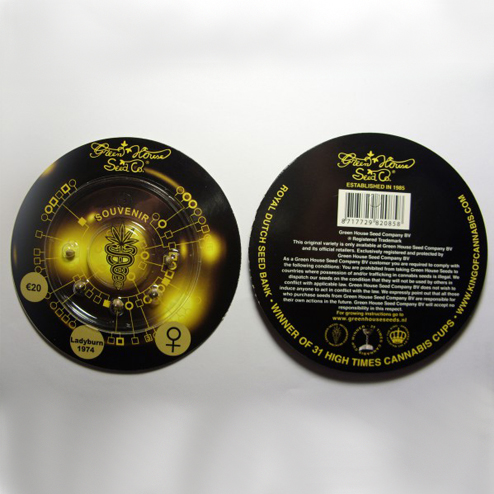 Green House
Seed Co.®
SOUVENIR
€20
Ladyburn
1974
Green House
Seed Co.®
ESTABLISHED IN 1985
8 717729 820838
Green House Seed Company BV
® Registered Trademark
This original variety is only available at Green House Seed Company BV
and its official retailers. Exclusively registered and protected by
Green House Seed Company BV
As a Green House Seed Company BV customer you are required to comply with
the following conditions: You are prohibited from taking Green House Seeds to
countries where possession of and/or trafficking in cannabis seeds is illegal. We
dispatch our seeds on the condition that they will not be used by others in
conflict with applicable law. Green House Seed Company BV does not wish to
induce anyone to act in conflict with the law. We expressly point out that all those
who purchase seeds from Green House Seed Company BV are responsible for
their own actions in the future. Green House Seed Company BV will accept no
responsibility in this respect.
For growing instructions go to
www.greenhouseseeds.nl
ROYAL DUTCH SEED BANK • WINNER OF 31 HIGH TIMES CANNABIS CUPS • WWW.KINGOFCANNABIS.COM